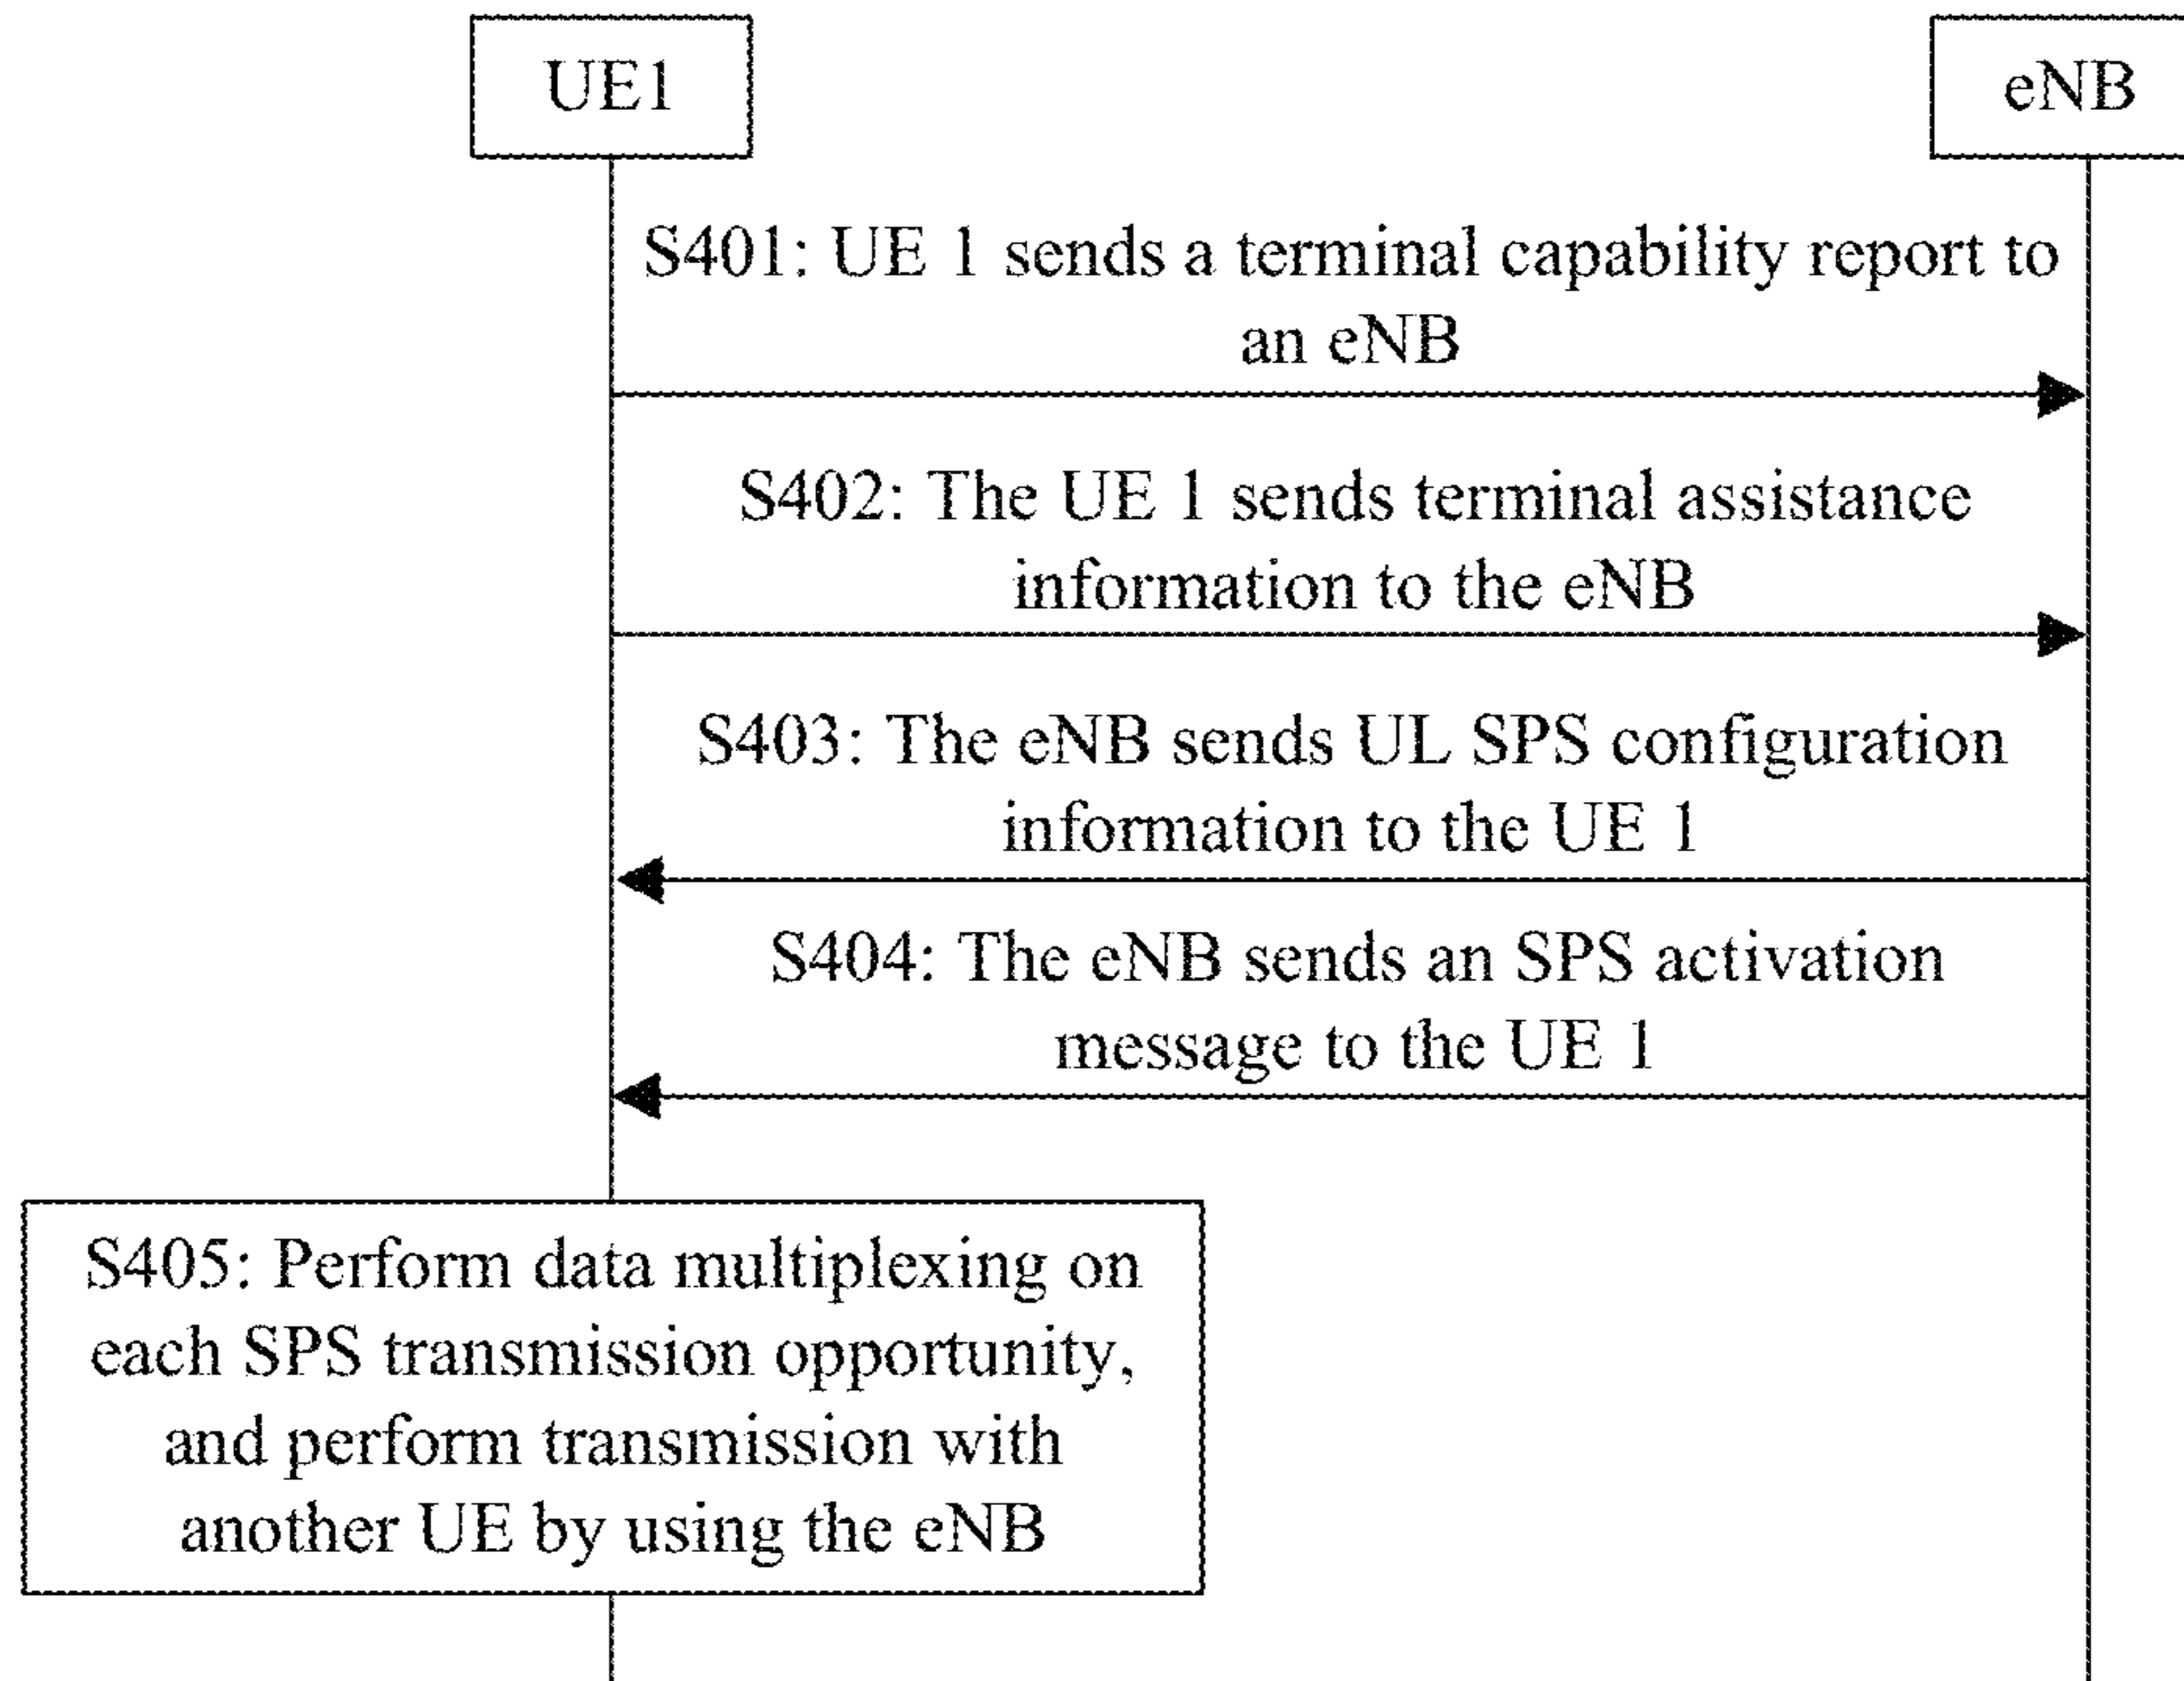 UE1
eNB
S401: UE 1 sends a terminal capability report to
an eNB
S402: The UE 1 sends terminal assistance
information to the eNB
S403: The eNB sends UL SPS configuration
information to the UE 1
S404: The eNB sends an SPS activation
message to the UE 1
S405: Perform data multiplexing on
each SPS transmission opportunity,
and perform transmission with
another UE by using the eNB